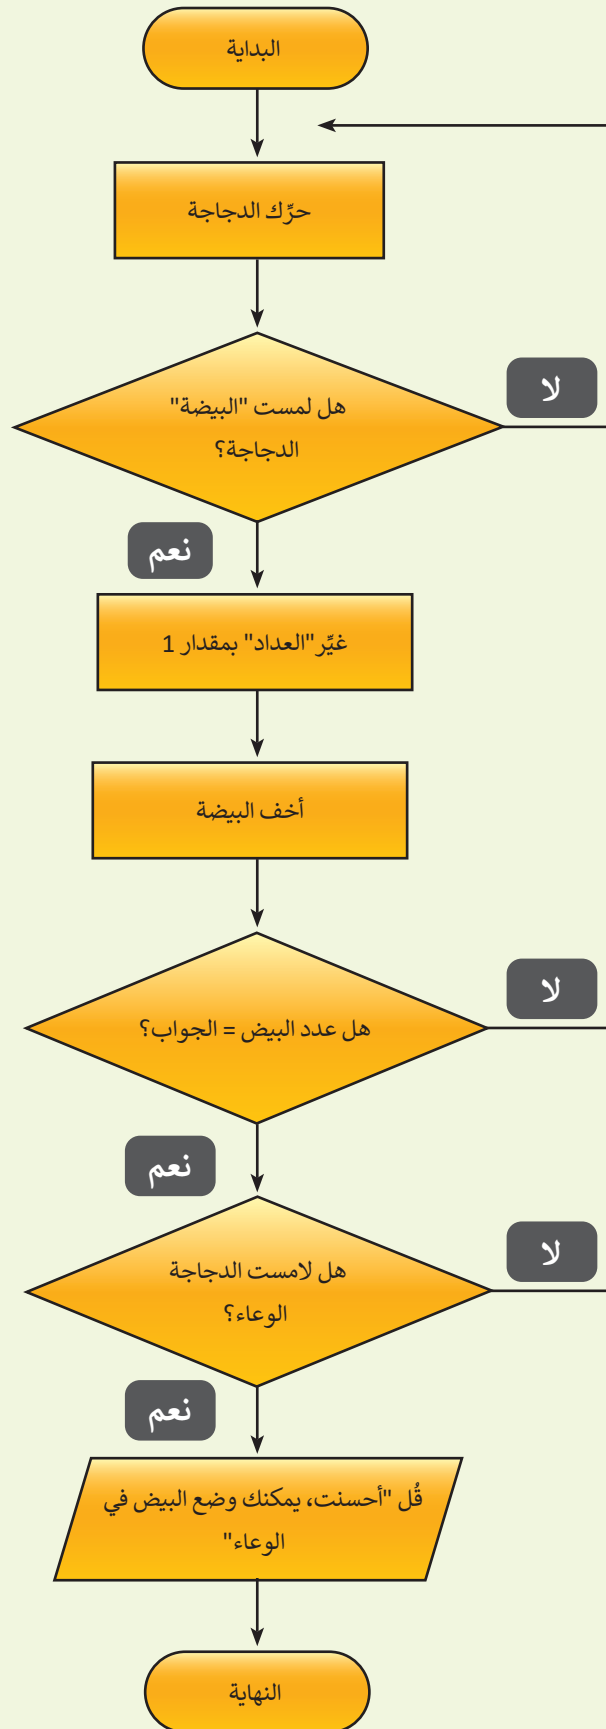 البداية
حرِّك الدجاجة
هل لمست "البيضة"
الدجاجة؟
لا
نعم
غيِّر"العداد" بمقدار 1
أخف البيضة
هل عدد البيض = الجواب؟
لا
نعم
هل لامست الدجاجة
الوعاء؟
لا
نعم
قُل "أحسنت، يمكنك وضع البيض في
الوعاء"
النهاية